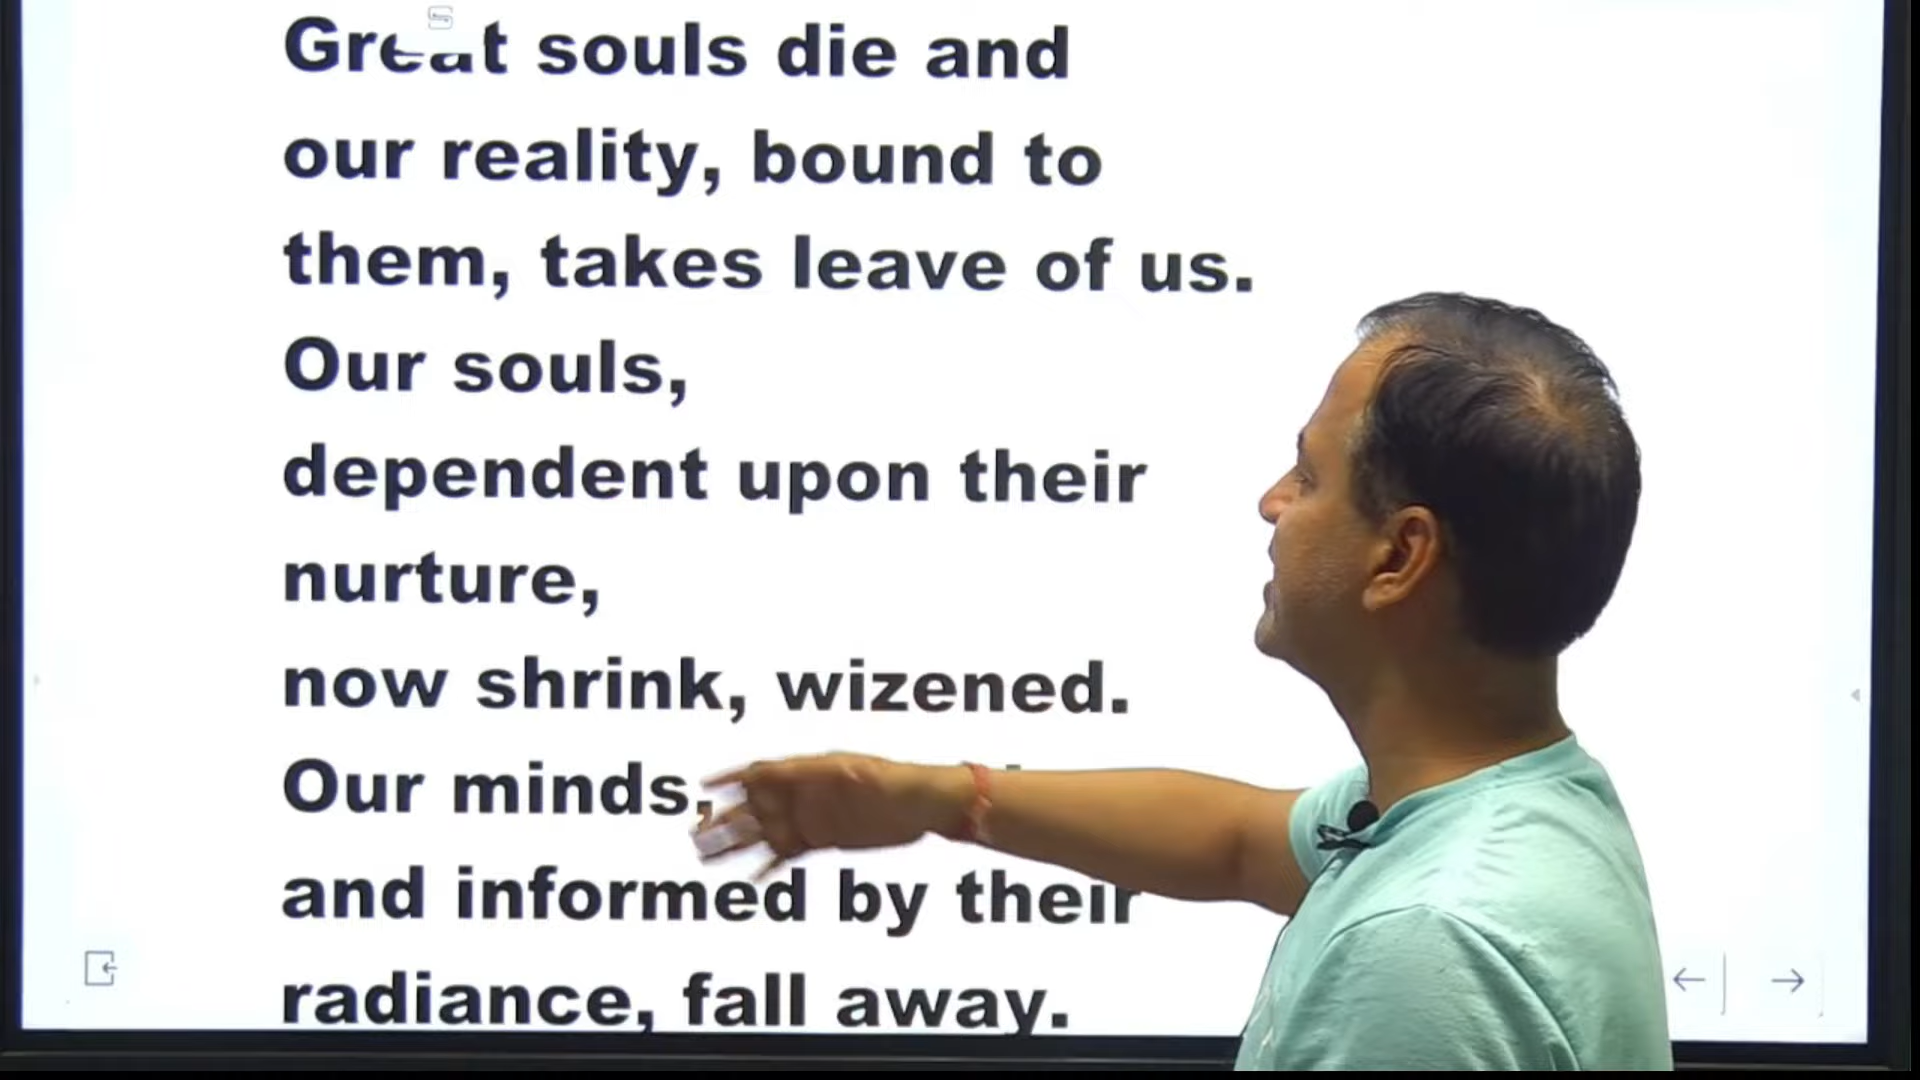 Great souls die and
our reality, bound to
them, takes leave of us.
Our souls,
dependent upon their
nurture,
now shrink, wizened.
Our minds,
and informed by their
radiance, fall away.